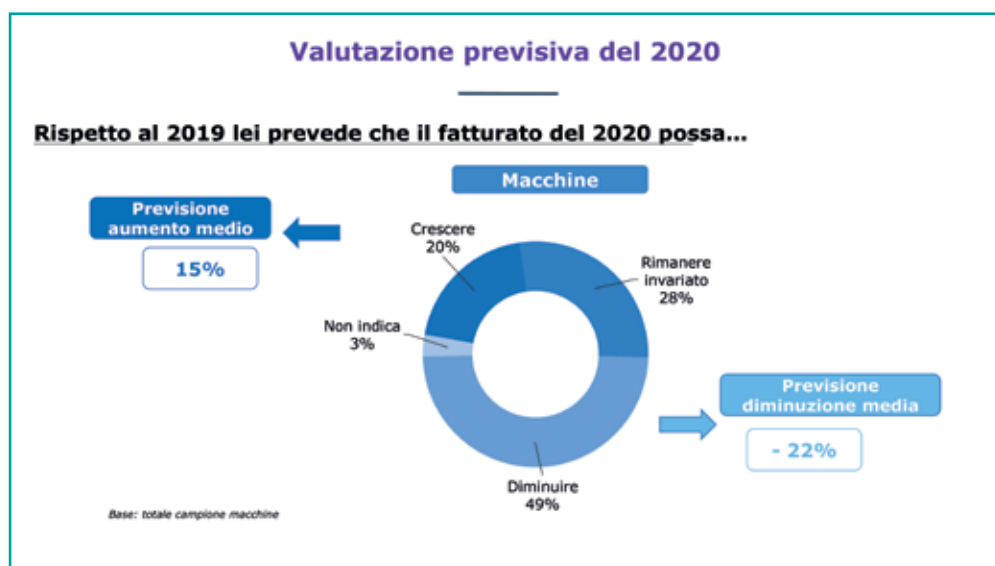 Valutazione previsiva del 2020
Rispetto al 2019 lei prevede che il fatturato del 2020 possa...
Macchine
Previsione
aumento medio
15%
Crescere
20%
Rimanere
invariato
28%
Non indica
3%
Previsione
diminuzione media
- 22%
Diminuire
49%
Base: totale campione macchine